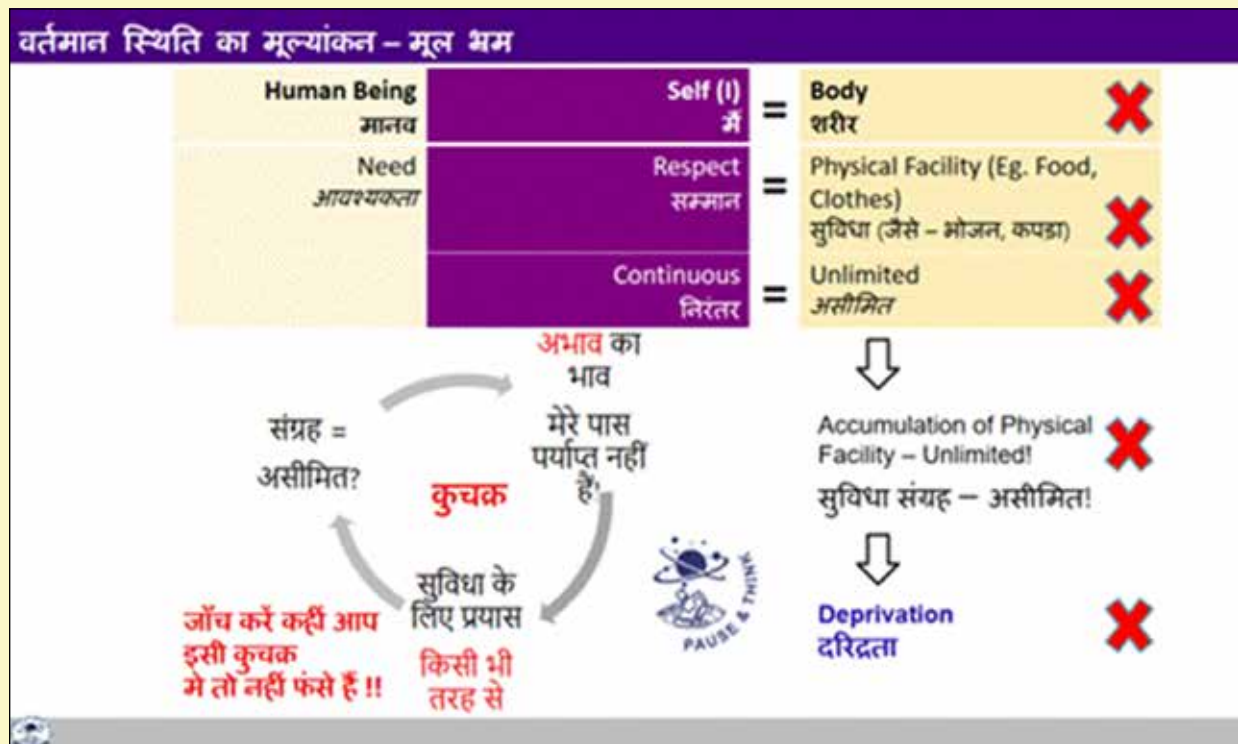 वर्तमान स्थिति का मूल्यांकन – मूल भ्रम
Human Being
मानव
Self (I)
मैं
=
Body
शरीर
Need
आवश्यकता
Respect
सम्मान
=
Physical Facility (Eg. Food,
Clothes)
सुविधा (जैसे – भोजन, कपडा)
Continuous
निरंतर
=
Unlimited
असीमित
अभाव का
भाव
मेरे पास
पर्याप्त नहीं
हैं'
संग्रह =
असीमित?
कुचक्र
सुविधा के
लिए प्रयास
किसी भी
तरह से
जाँच करें कहीं आप
इसी कुचक्र
मे तो नहीं फंसे हैं !!
PAUSE & THINK
Accumulation of Physical
Facility – Unlimited!
सुविधा संग्रह – असीमित!
Deprivation
दरिद्रता